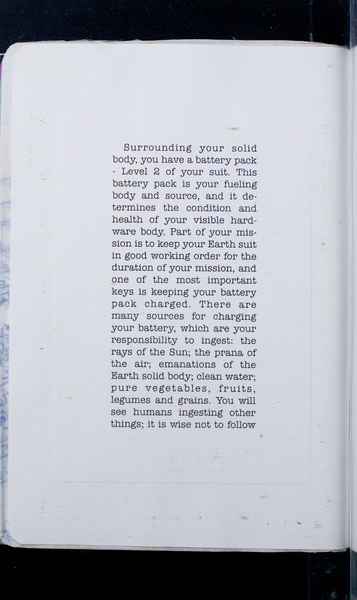 Surrounding your solid
body, you have a battery pack
- Level 2 of your suit. This
battery pack is your fueling
body and source, and it de-
termines the condition and
health of your visible hard-
ware body. Part of your mis-
sion is to keep your Earth suit
in good working order for the
duration of your mission, and
one of the most important
keys is keeping your battery
pack charged. There are
many sources for charging
your battery, which are your
responsibility to ingest: the
rays of the Sun; the prana of
the air; emanations of the
Earth solid body; clean water;
pure vegetables, fruits,
legumes and grains. You will
see humans ingesting other
things; it is wise not to follow